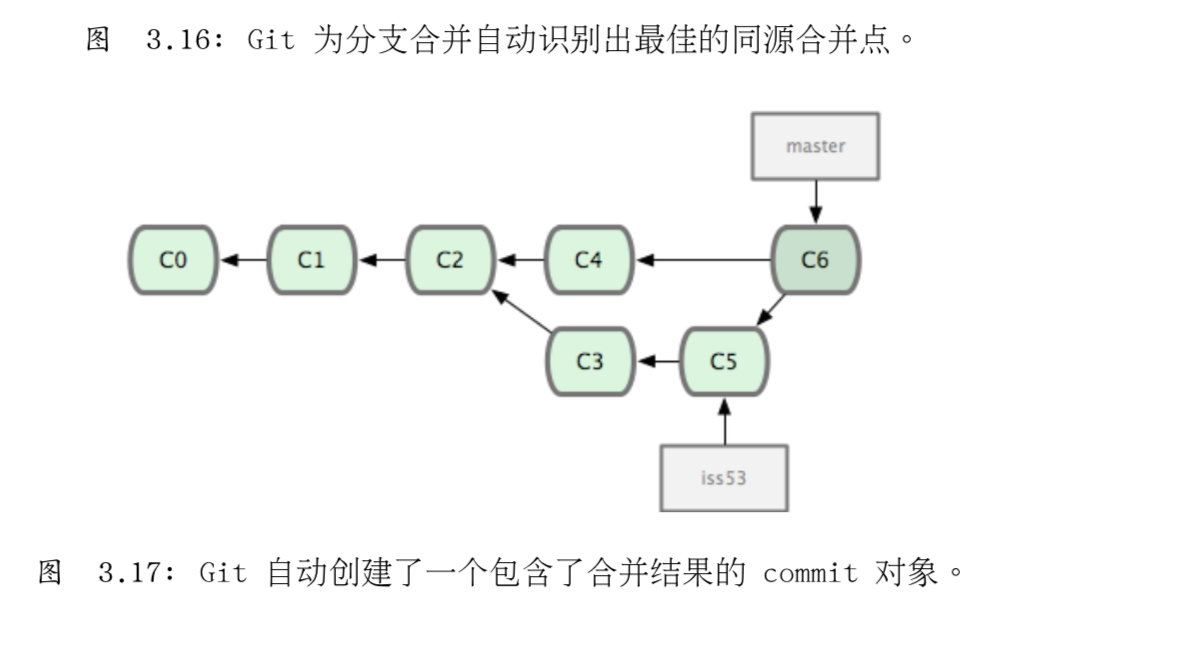 图 3.16: Git 为分支合并自动识别出最佳的同源合并点。
master
C0 C1 C2 C4 C6
C3 C5
iss53
图 3.17: Git 自动创建了一个包含了合并结果的 commit 对象。